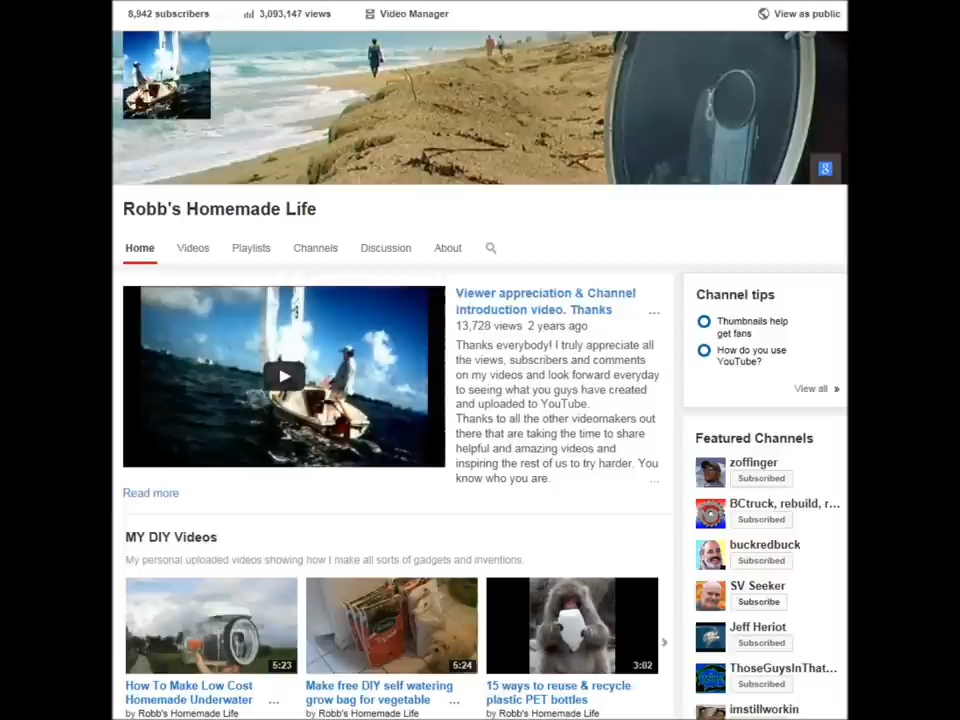 8,942 subscribers 3,093,147 views Video Manager View as public
Robb's Homemade Life
Home Videos Playlists Channels Discussion About
Viewer appreciation & Channel
introduction video. Thanks ...
13,728 views 2 years ago
Thanks everybody! I truly appreciate all
the views, subscribers and comments
on my videos and look forward everyday
to seeing what you guys have created
and uploaded to YouTube.
Thanks to all the other videomakers out
there that are taking the time to share
helpful and amazing videos and
inspiring the rest of us to try harder. You
know who you are. ...
Read more
Channel tips
Thumbnails help
get fans
How do you use
YouTube?
View all »
Featured Channels
zoffinger
Subscribed
BCtruck, rebuild, r...
Subscribed
buckredbuck
Subscribed
SV Seeker
Subscribe
Jeff Heriot
Subscribed
ThoseGuysInThat...
Subscribed
imstillworkin
MY DIY Videos
My personal uploaded videos showing how I make all sorts of gadgets and inventions.
5:23
How To Make Low Cost
Homemade Underwater ...
by Robb's Homemade Life
5:24
Make free DIY self watering
grow bag for vegetable ...
by Robb's Homemade Life
3:02
15 ways to reuse & recycle
plastic PET bottles
by Robb's Homemade Life